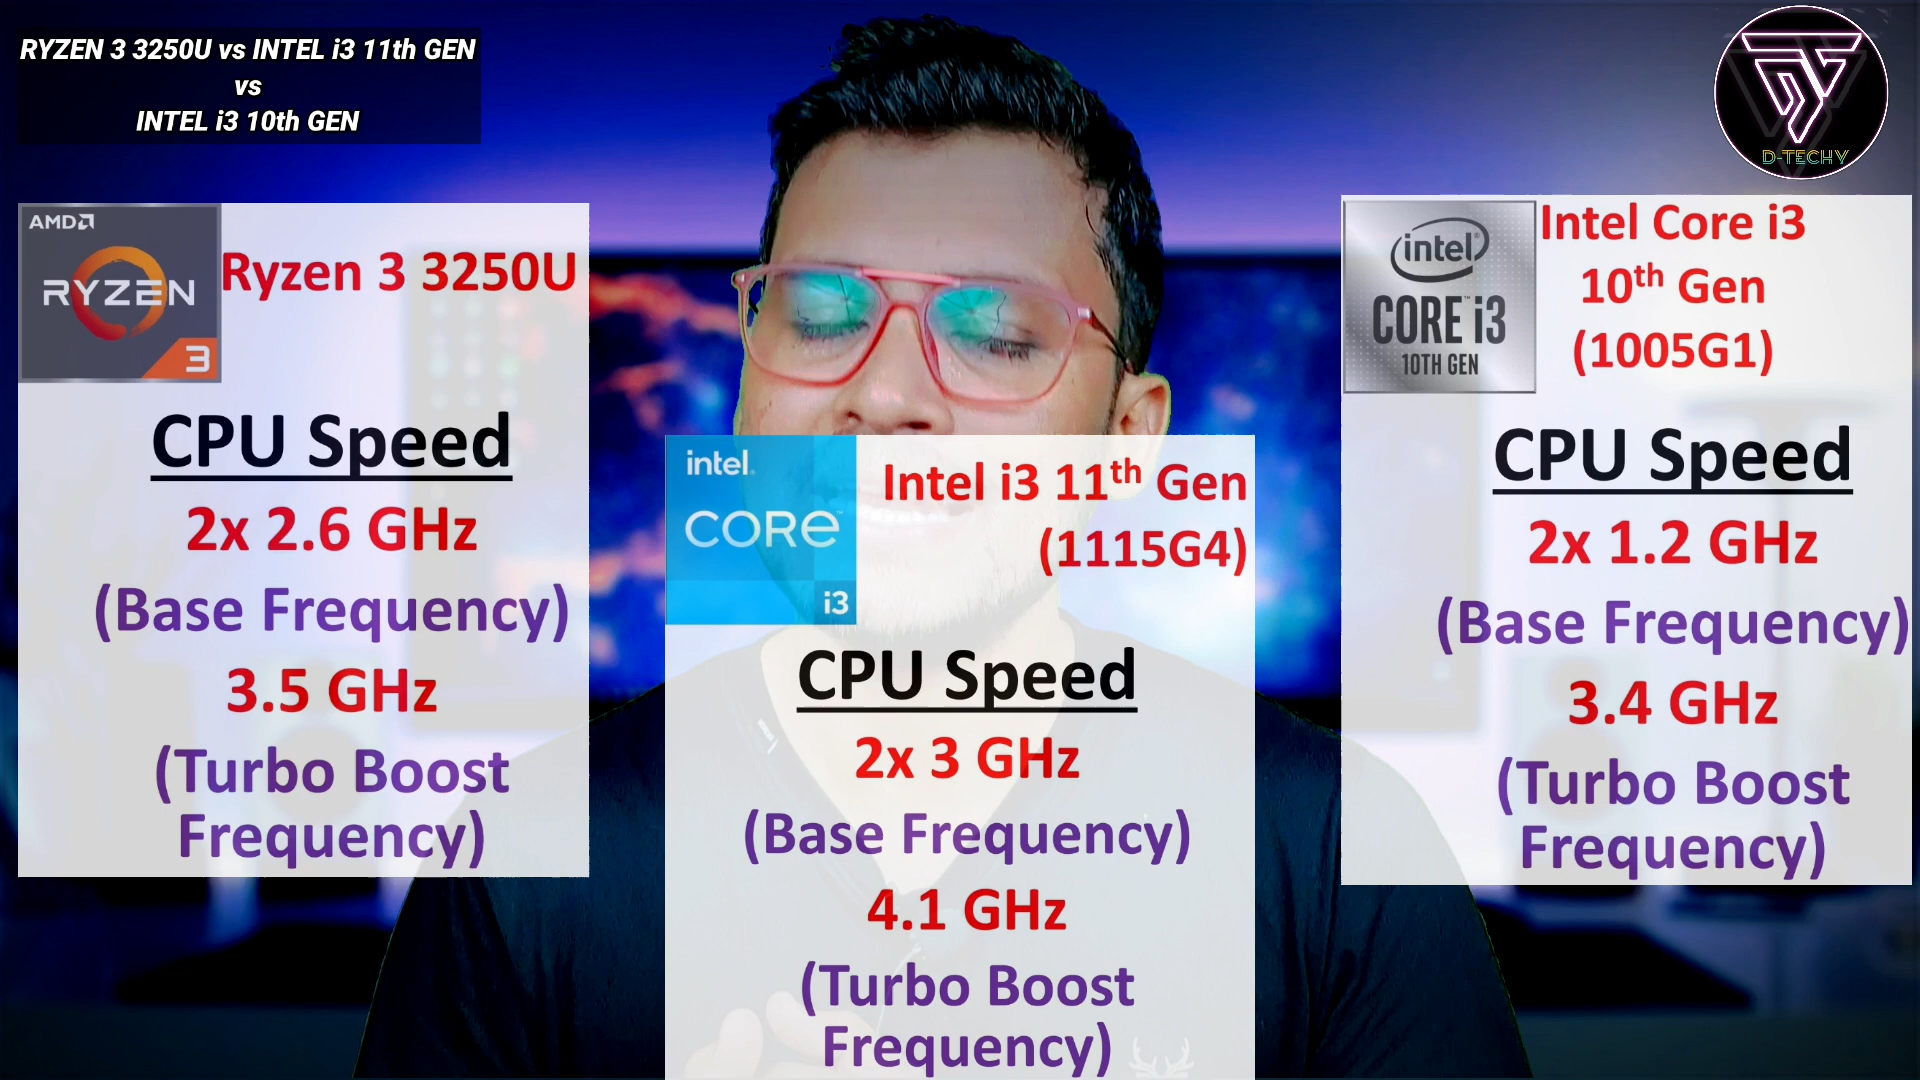 RYZEN 3 3250U vs INTEL i3 11th GEN
vs
INTEL i3 10th GEN
D-TECHY
AMD
RYZEN
3
Ryzen 3 3250U
CPU Speed
2x 2.6 GHz
(Base Frequency)
3.5 GHz
(Turbo Boost
Frequency)
intel.
CORE™
i3
Intel i3 11th Gen
(1115G4)
CPU Speed
2x 3 GHz
(Base Frequency)
4.1 GHz
(Turbo Boost
Frequency)
intel®
CORE™ i3
10TH GEN
Intel Core i3
10th Gen
(1005G1)
CPU Speed
2x 1.2 GHz
(Base Frequency)
3.4 GHz
(Turbo Boost
Frequency)